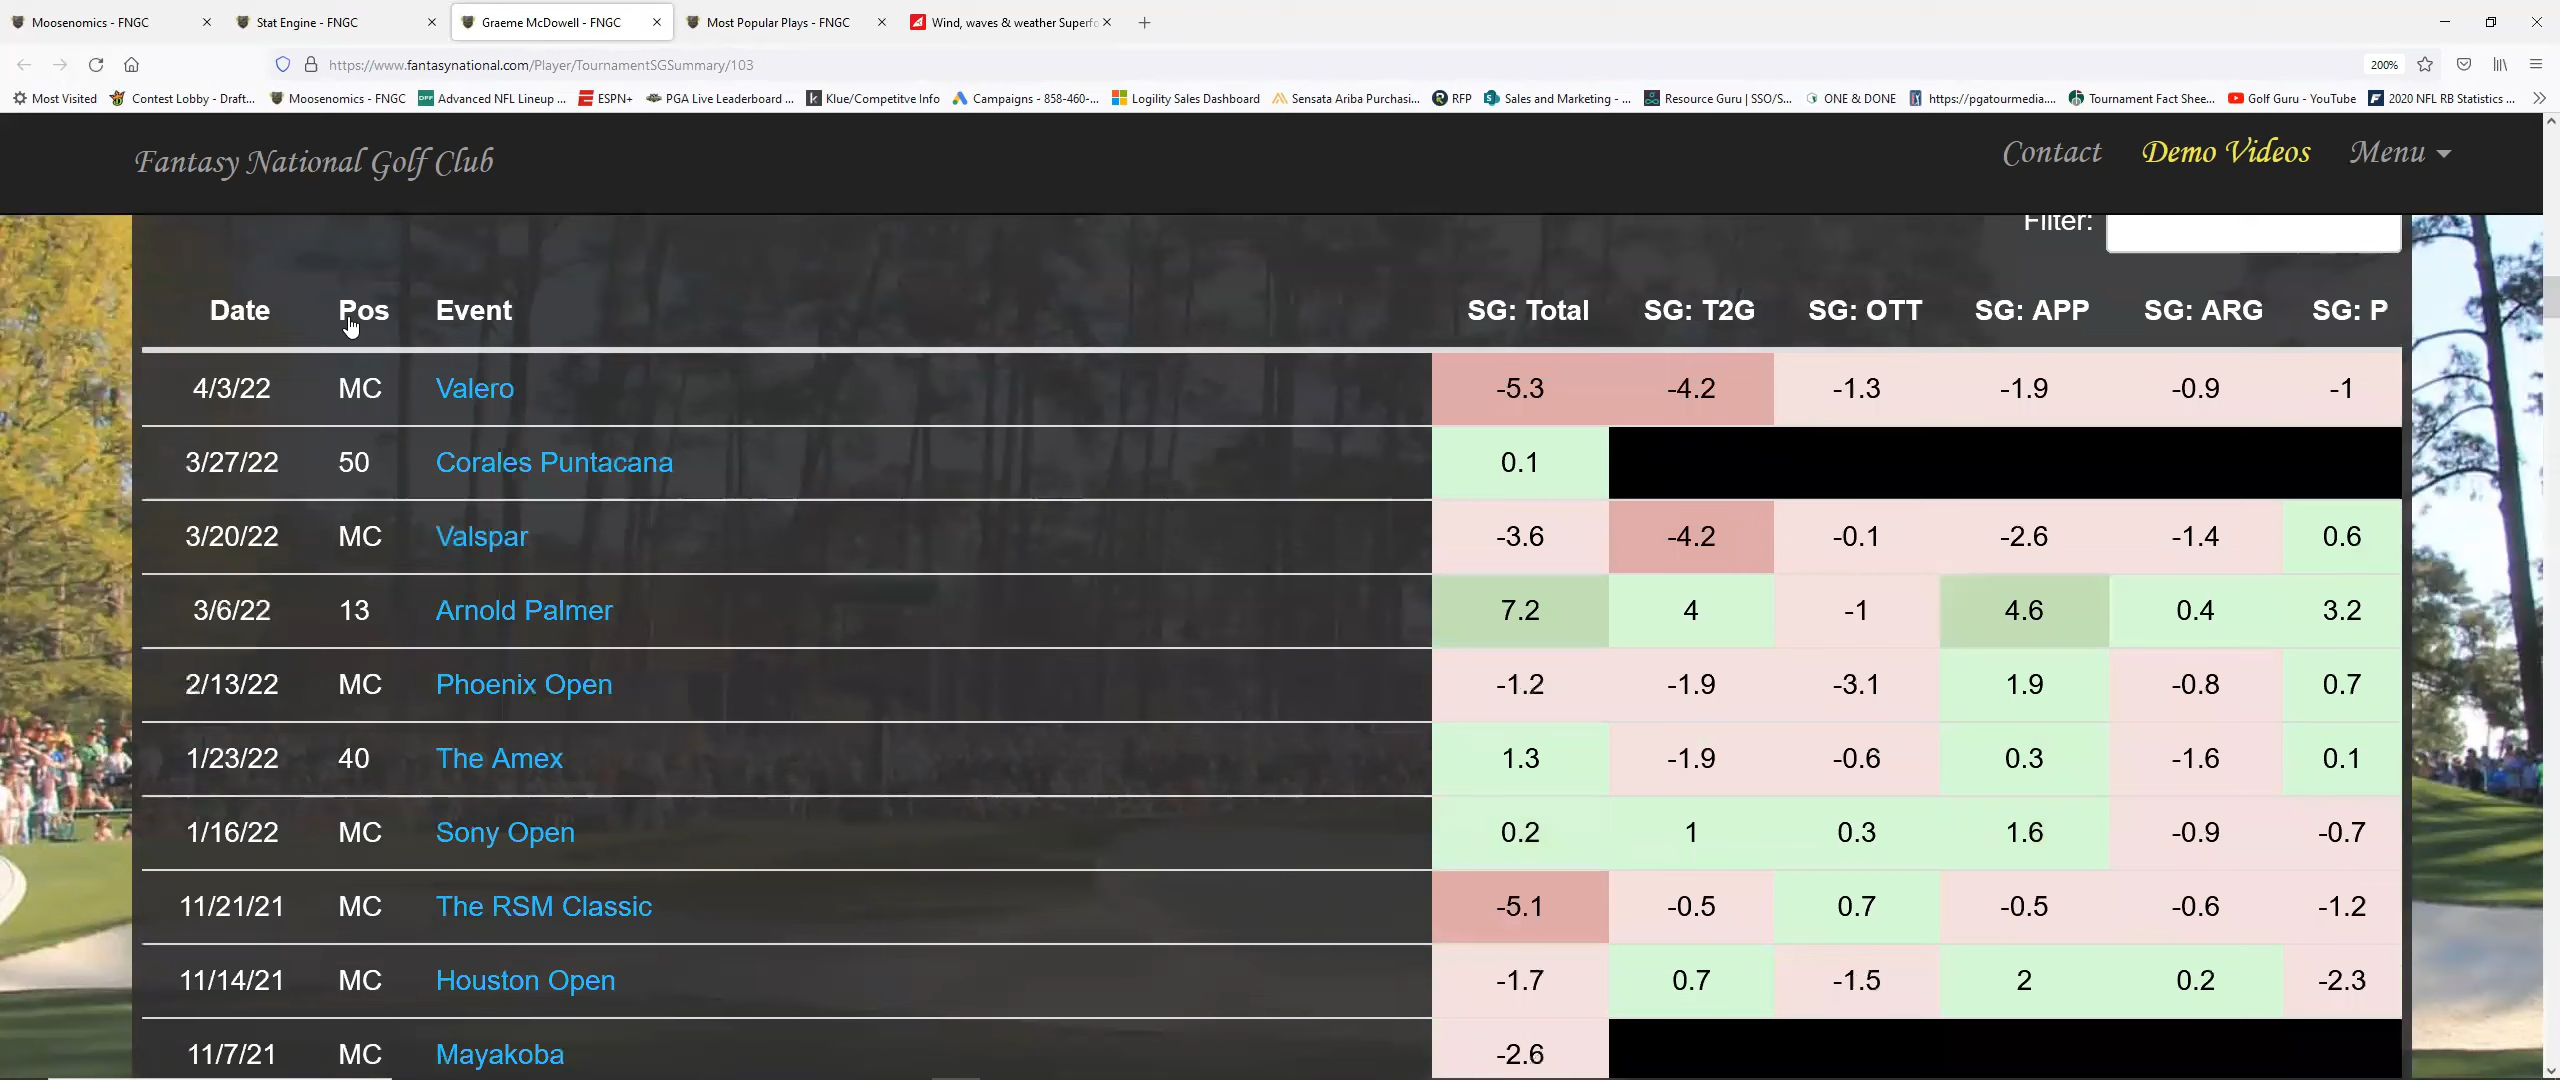 Moosenomics - FNGC
Stat Engine - FNGC
Graeme McDowell - FNGC
Most Popular Plays - FNGC
Wind, waves & weather Superfo
https://www.fantasynational.com/Player/TournamentSGSummary/103
200%
Most Visited
Contest Lobby - Draft...
Moosenomics - FNGC
Advanced NFL Lineup ...
ESPN+
PGA Live Leaderboard ...
Klue/Competitve Info
Campaigns - 858-460-...
Logility Sales Dashboard
Sensata Ariba Purchasi...
RFP
Sales and Marketing - ...
Resource Guru | SSO/S...
ONE & DONE
https://pgatourmedia....
Tournament Fact Shee...
Golf Guru - YouTube
2020 NFL RB Statistics ...
Fantasy National Golf Club
Contact Demo Videos Menu
Filter:
Date Pos Event SG: Total SG: T2G SG: OTT SG: APP SG: ARG SG: P
4/3/22 MC Valero -5.3 -4.2 -1.3 -1.9 -0.9 -1
3/27/22 50 Corales Puntacana 0.1
3/20/22 MC Valspar -3.6 -4.2 -0.1 -2.6 -1.4 0.6
3/6/22 13 Arnold Palmer 7.2 4 -1 4.6 0.4 3.2
2/13/22 MC Phoenix Open -1.2 -1.9 -3.1 1.9 -0.8 0.7
1/23/22 40 The Amex 1.3 -1.9 -0.6 0.3 -1.6 0.1
1/16/22 MC Sony Open 0.2 1 0.3 1.6 -0.9 -0.7
11/21/21 MC The RSM Classic -5.1 -0.5 0.7 -0.5 -0.6 -1.2
11/14/21 MC Houston Open -1.7 0.7 -1.5 2 0.2 -2.3
11/7/21 MC Mayakoba -2.6